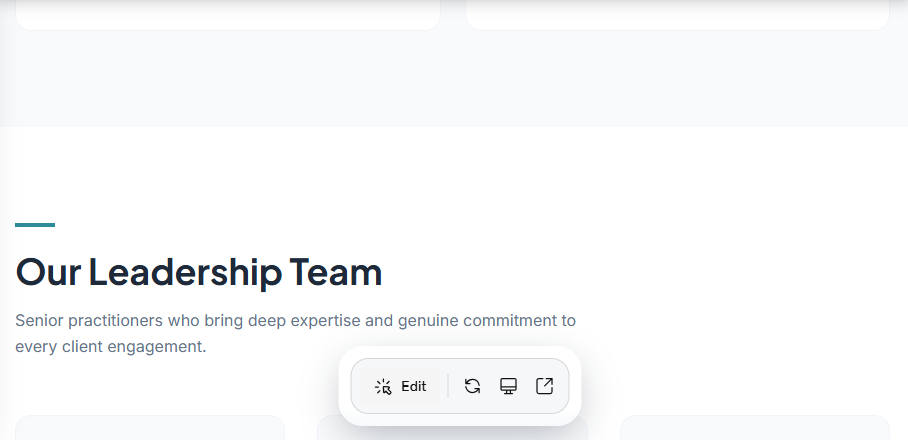 Our Leadership Team
Senior practitioners who bring deep expertise and genuine commitment to
every client engagement.
Edit